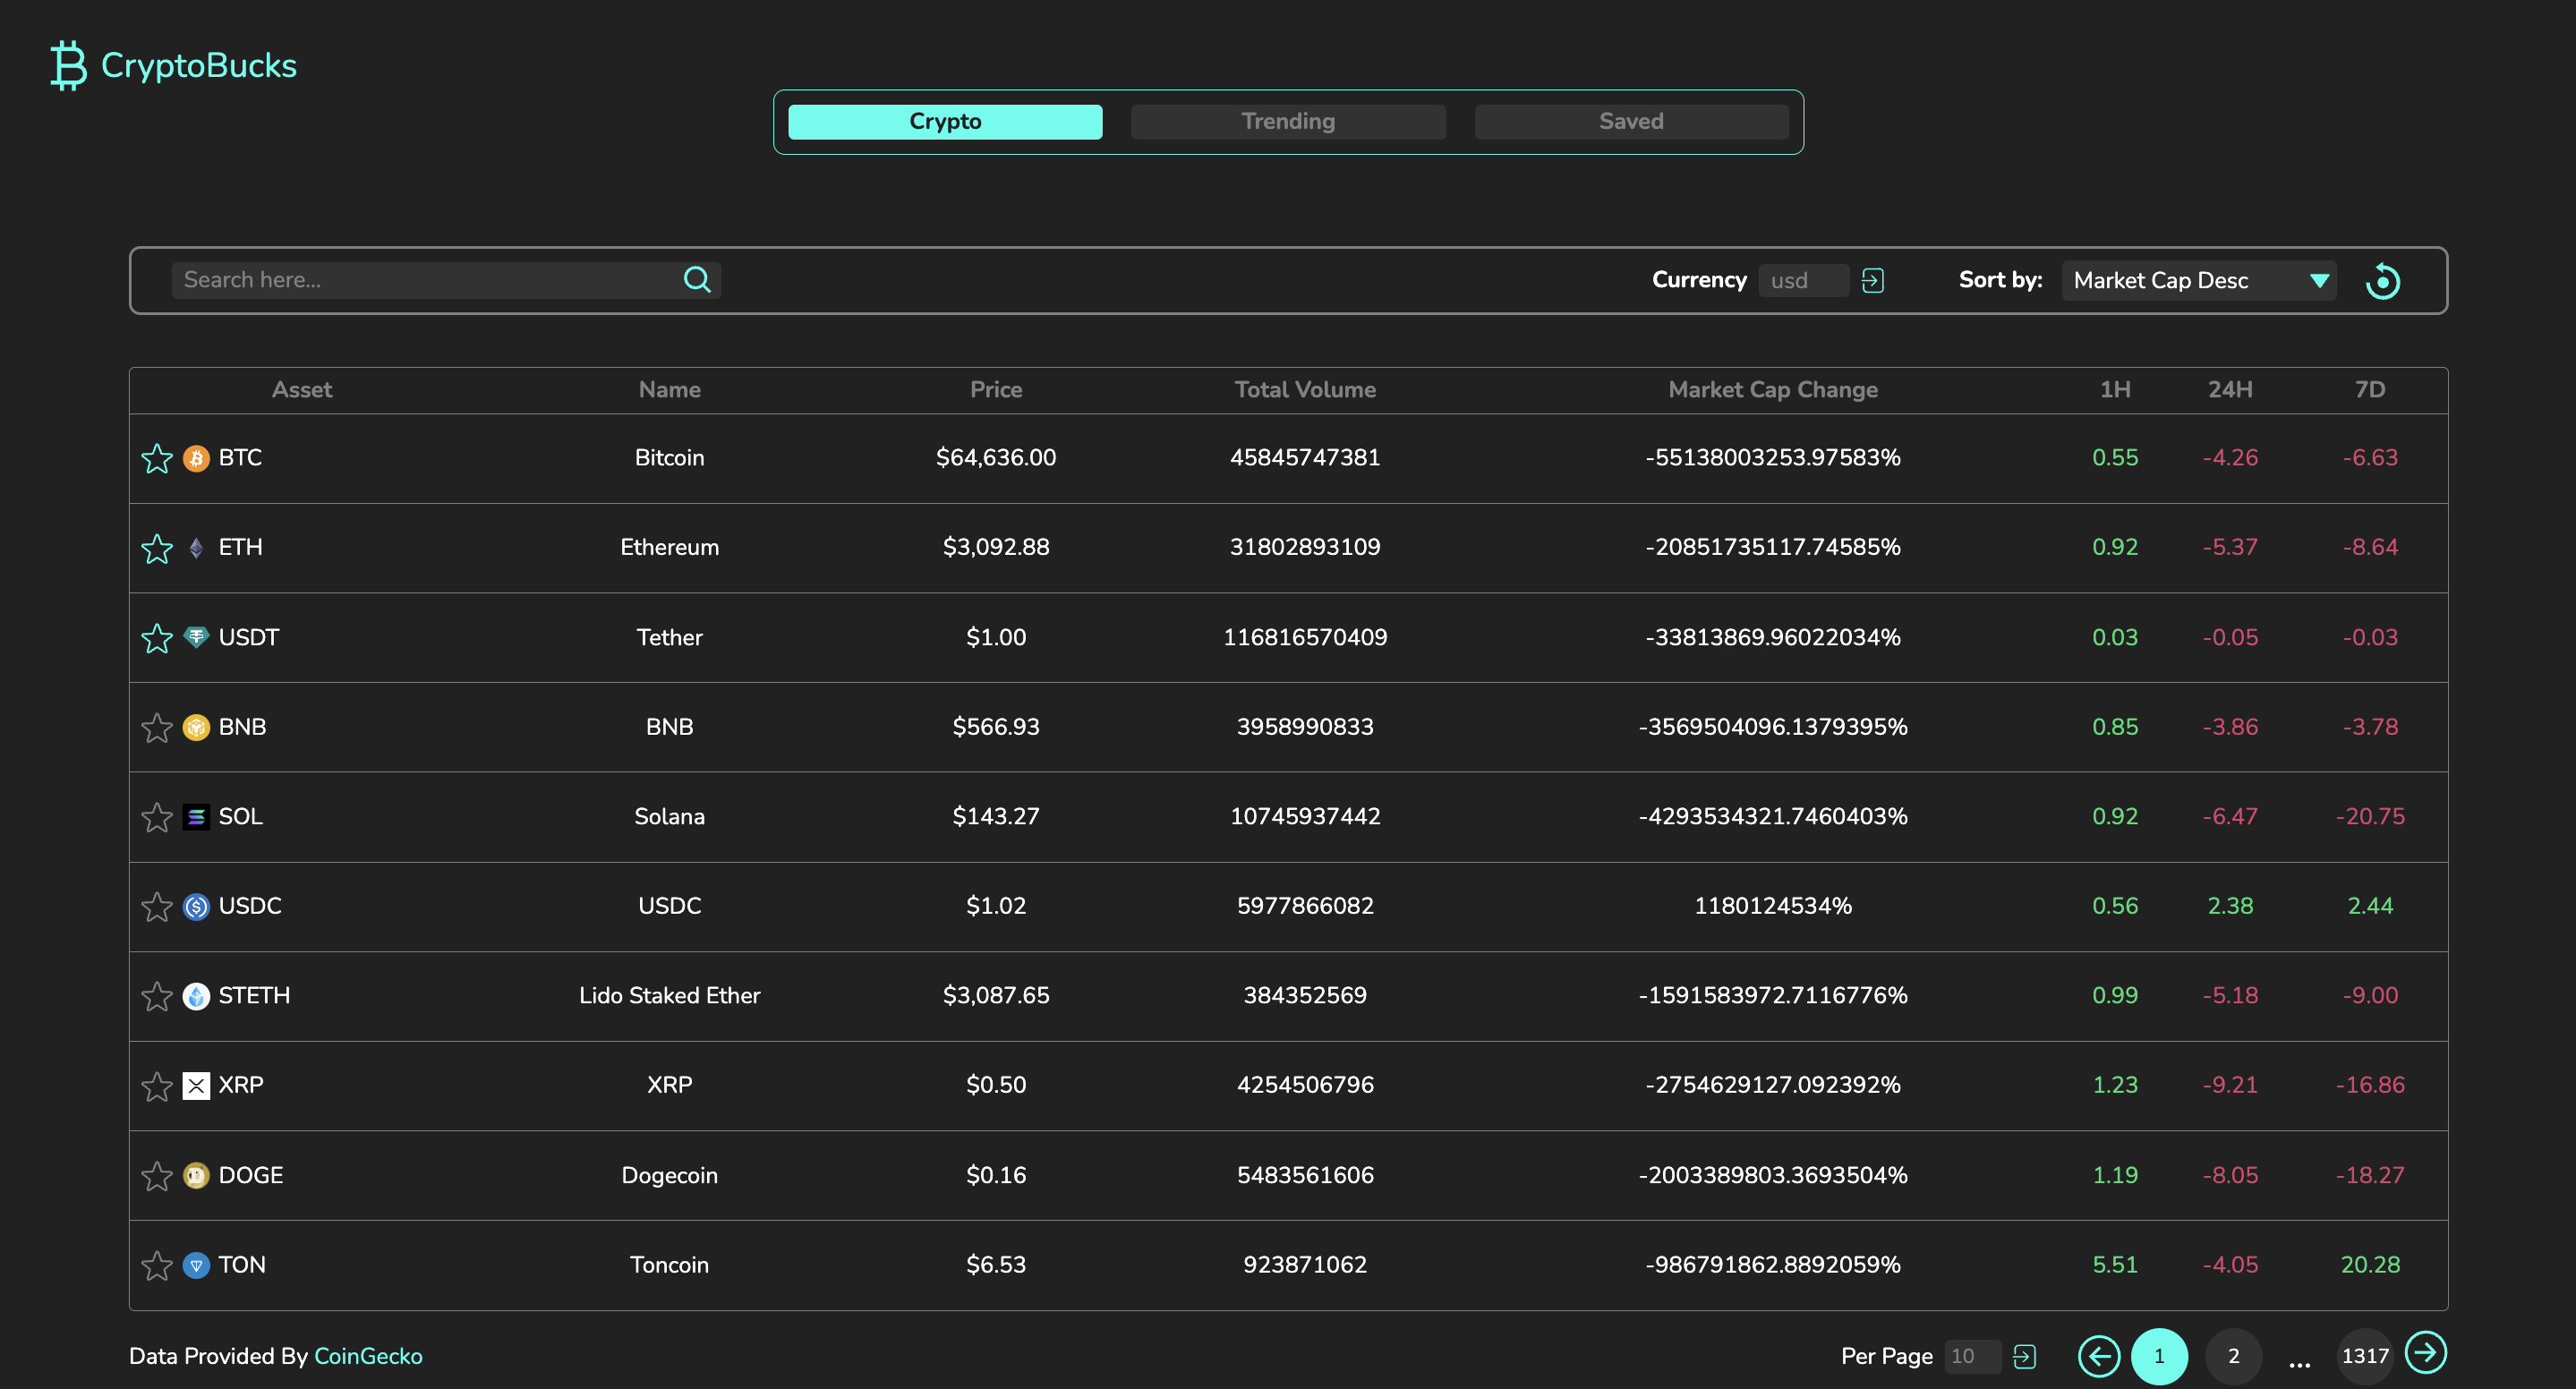 CryptoBucks
Crypto Trending Saved
Search here... Currency usd Sort by: Market Cap Desc
Asset Name Price Total Volume Market Cap Change 1H 24H 7D
BTC Bitcoin $64,636.00 45845747381 -55138003253.97583% 0.55 -4.26 -6.63
ETH Ethereum $3,092.88 31802893109 -20851735117.74585% 0.92 -5.37 -8.64
USDT Tether $1.00 116816570409 -33813869.96022034% 0.03 -0.05 -0.03
BNB BNB $566.93 3958990833 -3569504096.1379395% 0.85 -3.86 -3.78
SOL Solana $143.27 10745937442 -4293534321.7460403% 0.92 -6.47 -20.75
USDC USDC $1.02 5977866082 1180124534% 0.56 2.38 2.44
STETH Lido Staked Ether $3,087.65 384352569 -1591583972.7116776% 0.99 -5.18 -9.00
XRP XRP $0.50 4254506796 -2754629127.092392% 1.23 -9.21 -16.86
DOGE Dogecoin $0.16 5483561606 -2003389803.3693504% 1.19 -8.05 -18.27
TON Toncoin $6.53 923871062 -986791862.8892059% 5.51 -4.05 20.28
Data Provided By CoinGecko Per Page 10 1 2 ... 1317